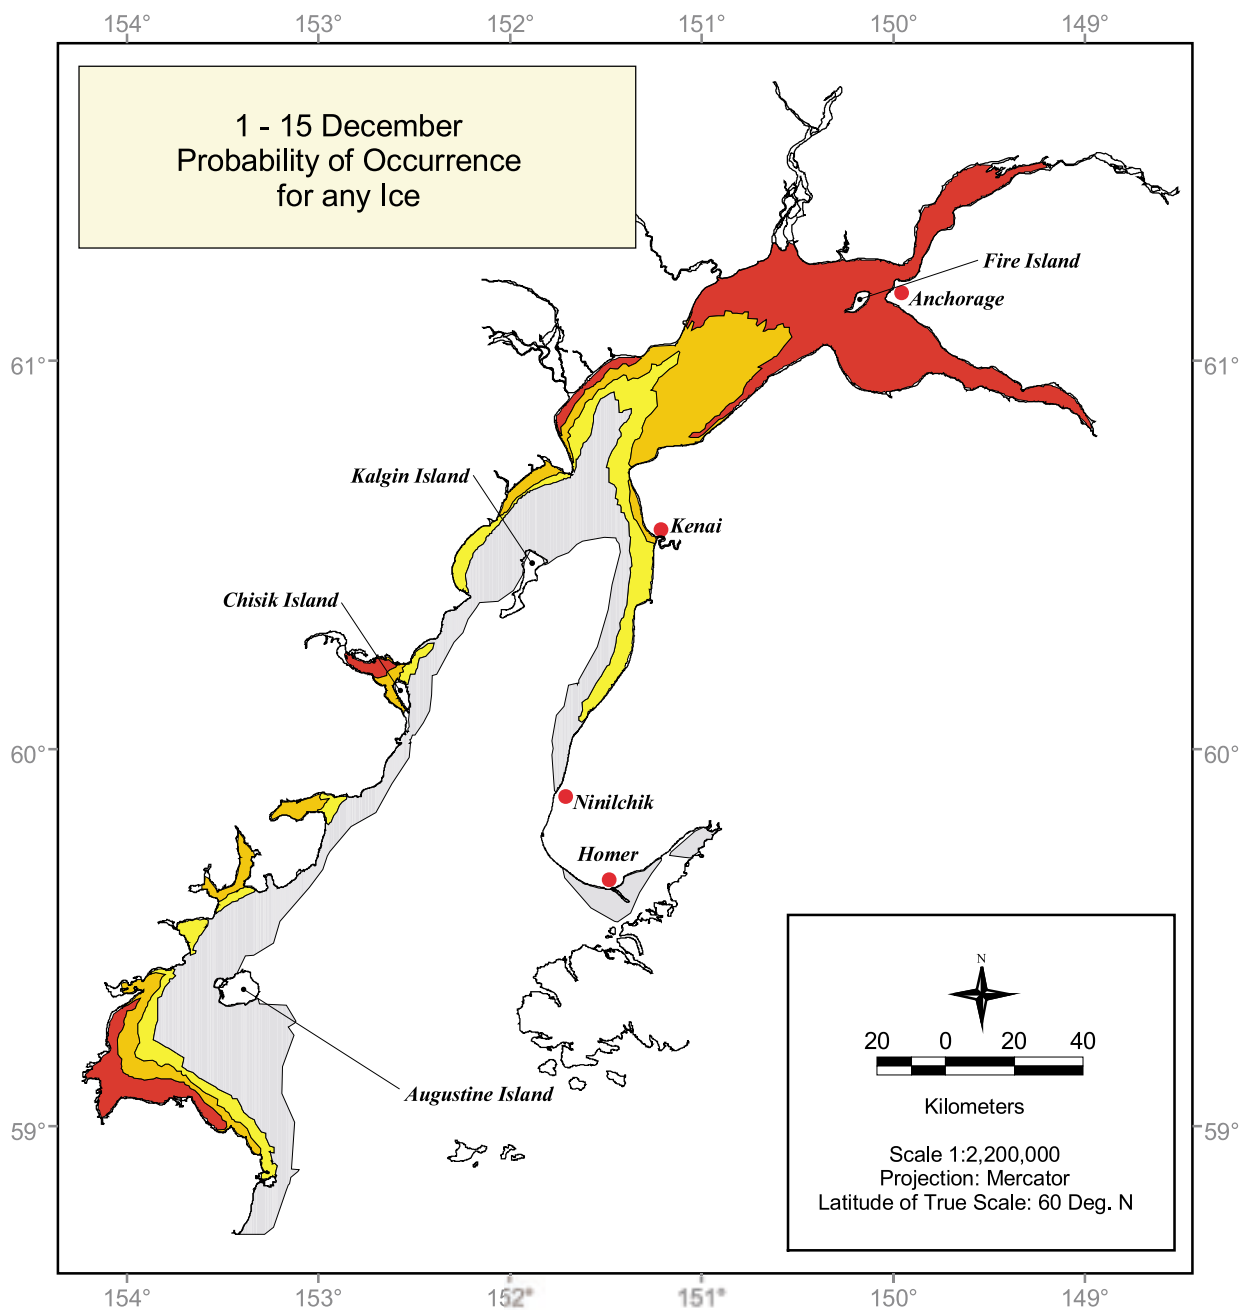 154° 153° 152° 151° 150° 149°
1 - 15 December
Probability of Occurrence
for any Ice
Fire Island
Anchorage
61° 61°
Kalgin Island
Kenai
Chisik Island
60° 60°
Ninilchik
Homer
N
20 0 20 40
Kilometers
Augustine Island
59° 59°
Scale 1:2,200,000
Projection: Mercator
Latitude of True Scale: 60 Deg. N
154° 153° 152° 151° 150° 149°